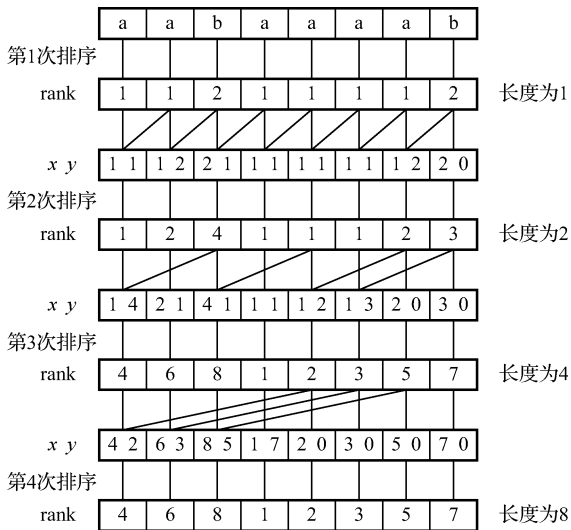 a a b a a a a b
第1次排序
rank 1 1 2 1 1 1 1 2 长度为1
x y 1 1 1 2 2 1 1 1 1 1 1 1 1 2 2 0
第2次排序
rank 1 2 4 1 1 1 2 3 长度为2
x y 1 4 2 1 4 1 1 1 1 2 1 3 2 0 3 0
第3次排序
rank 4 6 8 1 2 3 5 7 长度为4
x y 4 2 6 3 8 5 1 7 2 0 3 0 5 0 7 0
第4次排序
rank 4 6 8 1 2 3 5 7 长度为8